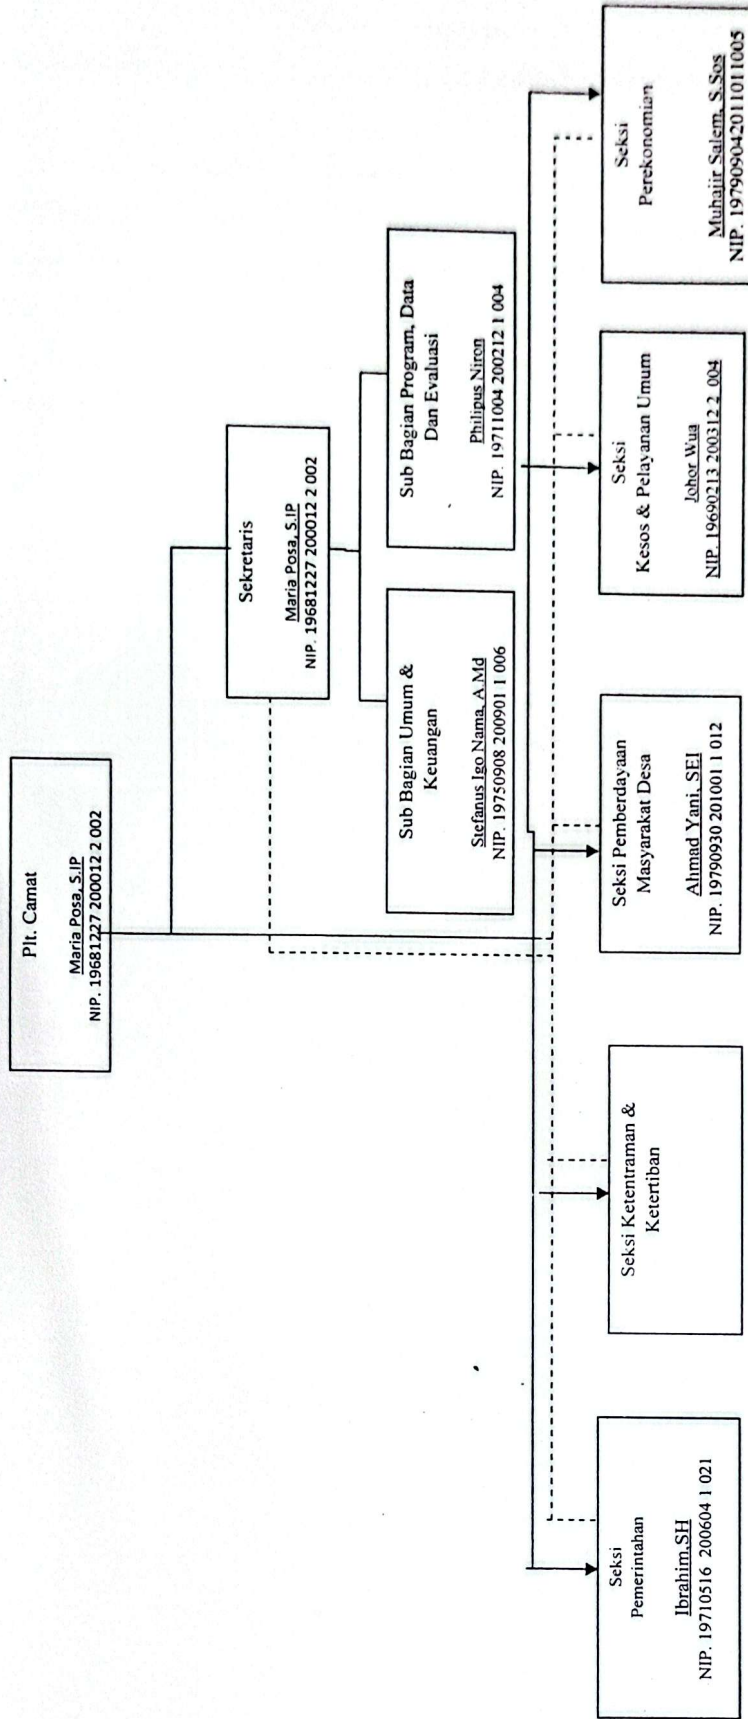 Plt. Camat
Maria Posa, S.IP
NIP. 19681227 200012 2 002
Sekretaris
Maria Posa, S.IP
NIP. 19681227 200012 2 002
Sub Bagian Umum &
Keuangan
Stefanus Igo Nama, A.Md
NIP. 19750908 200901 1 006
Sub Bagian Program, Data
Dan Evaluasi
Philipus Niron
NIP. 19711004 200212 1 004
Seksi
Pemerintahan
Ibrahim,SH
NIP. 19710516 200604 1 021
Seksi Ketentraman &
Ketertiban
Seksi Pemberdayaan
Masyarakat Desa
Ahmad Yani, SEI
NIP. 19790930 201001 1 012
Seksi
Kesos & Pelayanan Umum
Johor Wua
NIP. 19690213 200312 2 004
Seksi
Perekonomian
Muhajir Salem, S.Sos
NIP. 197909042011011005